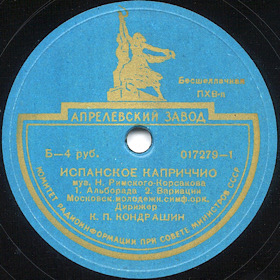 Бесшеллачная
АПРЕЛЕВСКИЙ ЗАВОД
Б—4 руб.
017279-1
ИСПАНСКОЕ КАПРИЧЧИО
муз. Н. Римского-Корсакова
1. Альборада 2. Вариации
Московск. молодежн. симф. орк.
Дирижер
К. П. КОНДРАШИН
КОМИТЕТ РАДИОИНФОРМАЦИИ ПРИ СОВЕТЕ МИНИСТРОВ СССР